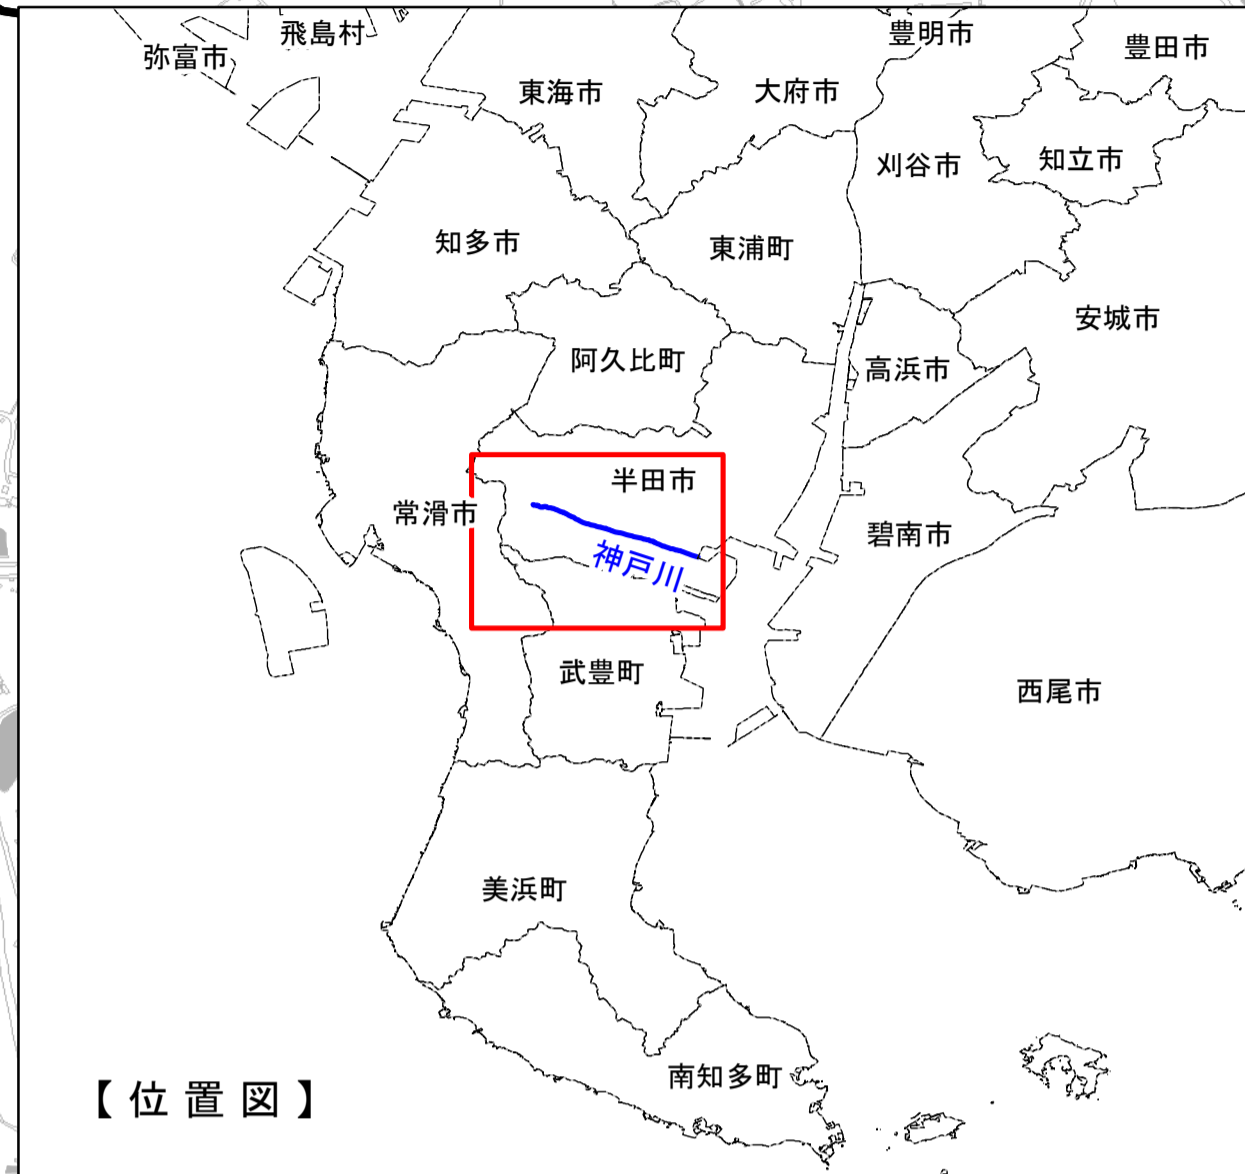 飛島村
豊明市
弥富市
豊田市
東海市
大府市
刈谷市
知立市
知多市
東浦町
安城市
阿久比町
高浜市
半田市
常滑市
碧南市
神戸川
武豊町
西尾市
美浜町
南知多町
【位置図】